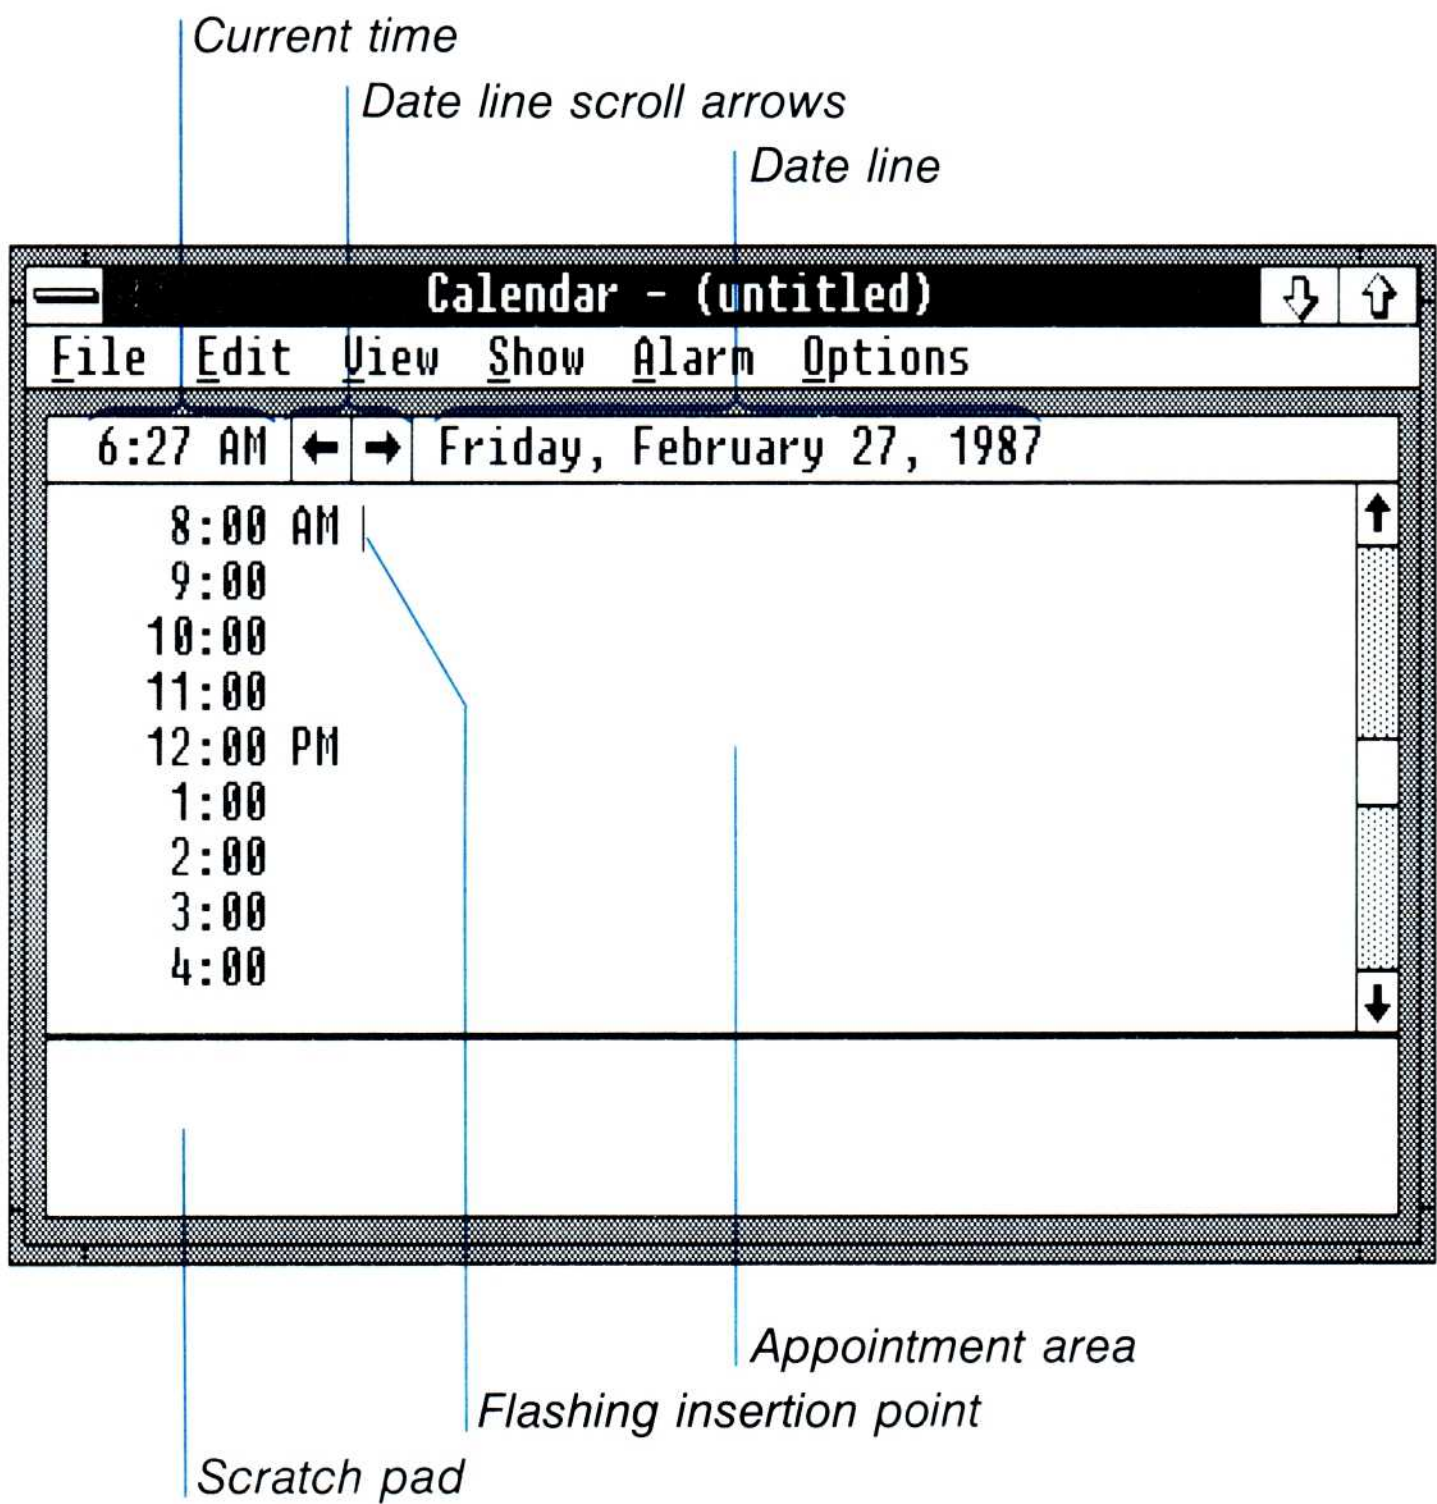 Current time
Date line scroll arrows
Date line
Calendar - (untitled)
File Edit View Show Alarm Options
6:27 AM Friday, February 27, 1987
8:00 AM
9:00
10:00
11:00
12:00 PM
1:00
2:00
3:00
4:00
Appointment area
Flashing insertion point
Scratch pad